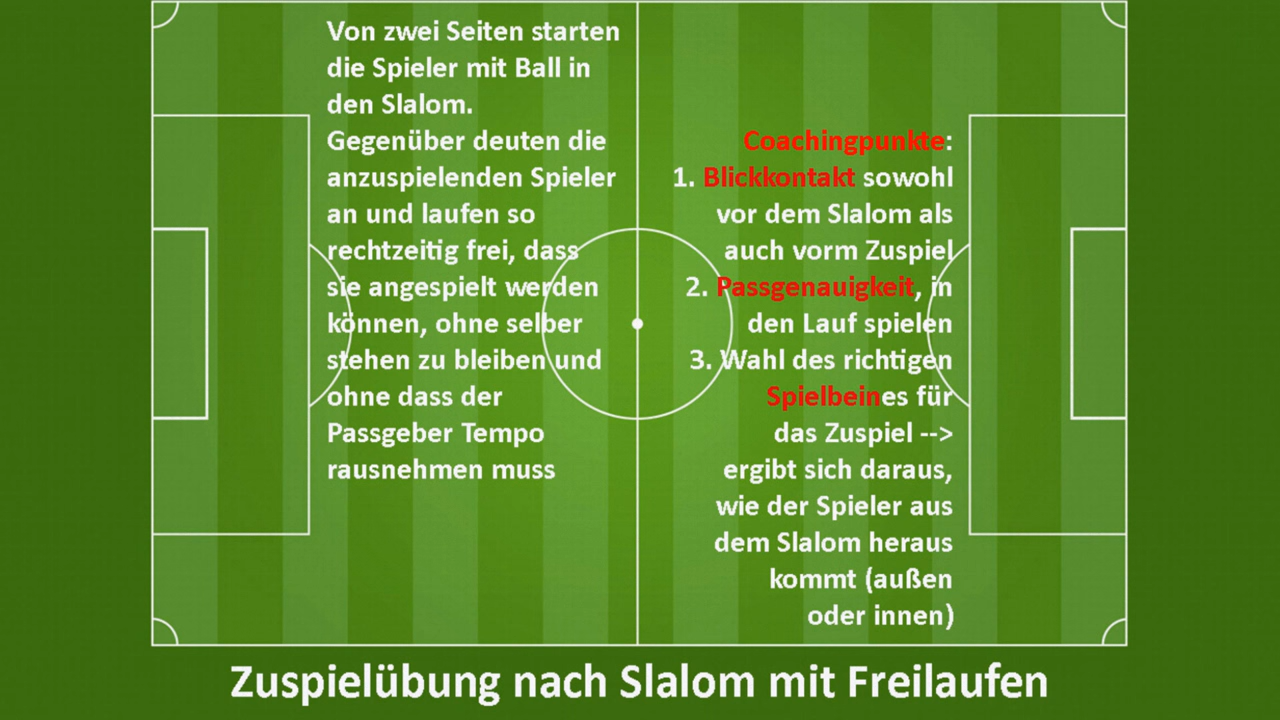 Von zwei Seiten starten
die Spieler mit Ball in
den Slalom.
Gegenüber deuten die
anzuspielenden Spieler
an und laufen so
rechtzeitig frei, dass
sie angespielt werden
können, ohne selber
stehen zu bleiben und
ohne dass der
Passgeber Tempo
rausnehmen muss
Coachingpunkte:
1. Blickkontakt sowohl
vor dem Slalom als
auch vorm Zuspiel
2. Passgenauigkeit, in
den Lauf spielen
3. Wahl des richtigen
Spielbeines für
das Zuspiel -->
ergibt sich daraus,
wie der Spieler aus
dem Slalom heraus
kommt (außen
oder innen)
Zuspielübung nach Slalom mit Freilaufen